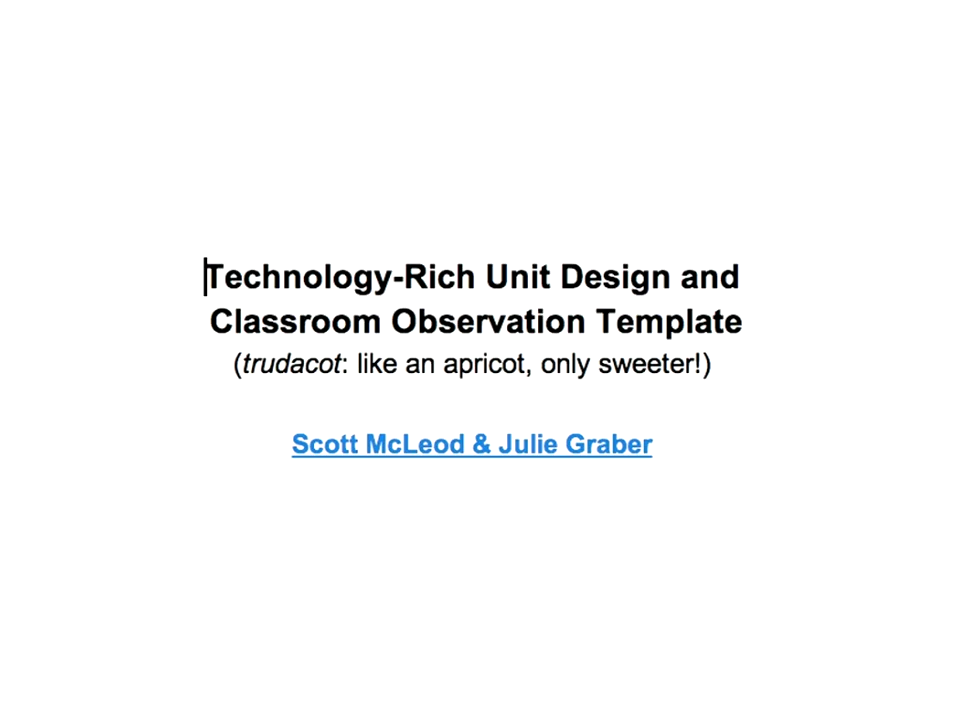 Technology-Rich Unit Design and
Classroom Observation Template
(trudacot: like an apricot, only sweeter!)
Scott McLeod & Julie Graber